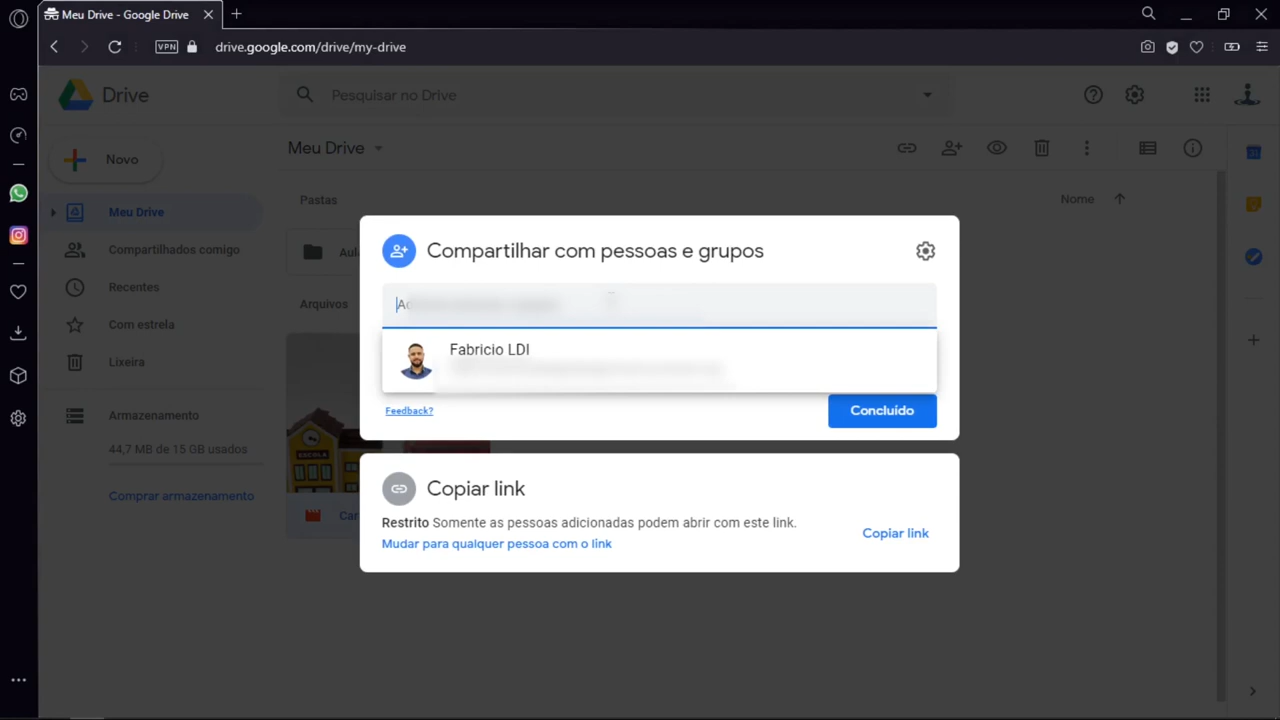 Meu Drive - Google Drive
VPN
drive.google.com/drive/my-drive
Drive
Pesquisar no Drive
Novo
Meu Drive
Meu Drive
Compartilhados comigo
Recentes
Com estrela
Lixeira
Armazenamento
44,7 MB de 15 GB usados
Comprar armazenamento
Pastas
Nome
Aul
Arquivos
ESCOLA
Car
Compartilhar com pessoas e grupos
Fabricio LDI
Feedback?
Concluído
Copiar link
Restrito Somente as pessoas adicionadas podem abrir com este link.
Mudar para qualquer pessoa com o link
Copiar link